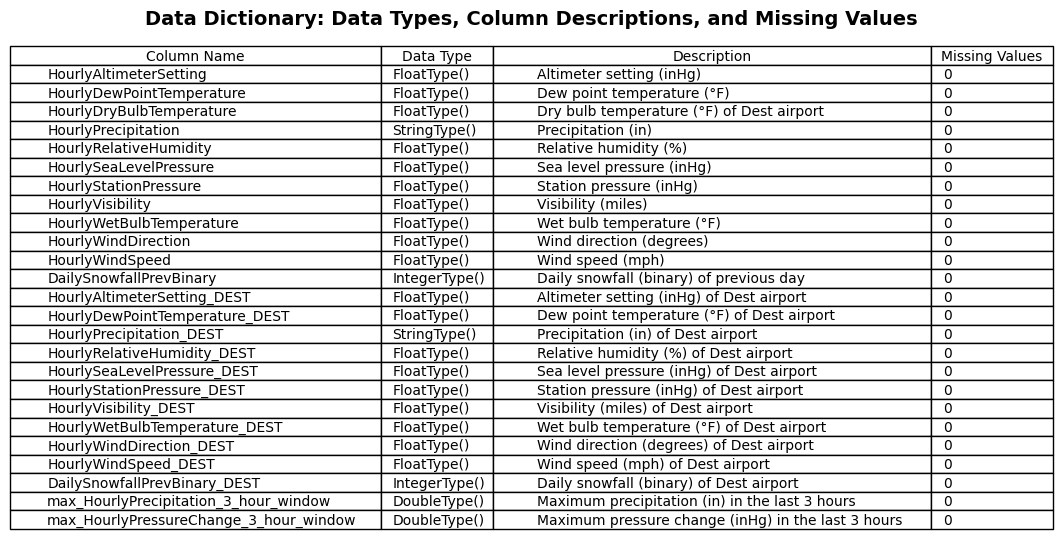 Data Dictionary: Data Types, Column Descriptions, and Missing Values
Column Name Data Type Description Missing Values
HourlyAltimeterSetting FloatType() Altimeter setting (inHg) 0
HourlyDewPointTemperature FloatType() Dew point temperature (°F) 0
HourlyDryBulbTemperature FloatType() Dry bulb temperature (°F) of Dest airport 0
HourlyPrecipitation StringType() Precipitation (in) 0
HourlyRelativeHumidity FloatType() Relative humidity (%) 0
HourlySeaLevelPressure FloatType() Sea level pressure (inHg) 0
HourlyStationPressure FloatType() Station pressure (inHg) 0
HourlyVisibility FloatType() Visibility (miles) 0
HourlyWetBulbTemperature FloatType() Wet bulb temperature (°F) 0
HourlyWindDirection FloatType() Wind direction (degrees) 0
HourlyWindSpeed FloatType() Wind speed (mph) 0
DailySnowfallPrevBinary IntegerType() Daily snowfall (binary) of previous day 0
HourlyAltimeterSetting_DEST FloatType() Altimeter setting (inHg) of Dest airport 0
HourlyDewPointTemperature_DEST FloatType() Dew point temperature (°F) of Dest airport 0
HourlyPrecipitation_DEST StringType() Precipitation (in) of Dest airport 0
HourlyRelativeHumidity_DEST FloatType() Relative humidity (%) of Dest airport 0
HourlySeaLevelPressure_DEST FloatType() Sea level pressure (inHg) of Dest airport 0
HourlyStationPressure_DEST FloatType() Station pressure (inHg) of Dest airport 0
HourlyVisibility_DEST FloatType() Visibility (miles) of Dest airport 0
HourlyWetBulbTemperature_DEST FloatType() Wet bulb temperature (°F) of Dest airport 0
HourlyWindDirection_DEST FloatType() Wind direction (degrees) of Dest airport 0
HourlyWindSpeed_DEST FloatType() Wind speed (mph) of Dest airport 0
DailySnowfallPrevBinary_DEST IntegerType() Daily snowfall (binary) of Dest airport 0
max_HourlyPrecipitation_3_hour_window DoubleType() Maximum precipitation (in) in the last 3 hours 0
max_HourlyPressureChange_3_hour_window DoubleType() Maximum pressure change (inHg) in the last 3 hours 0